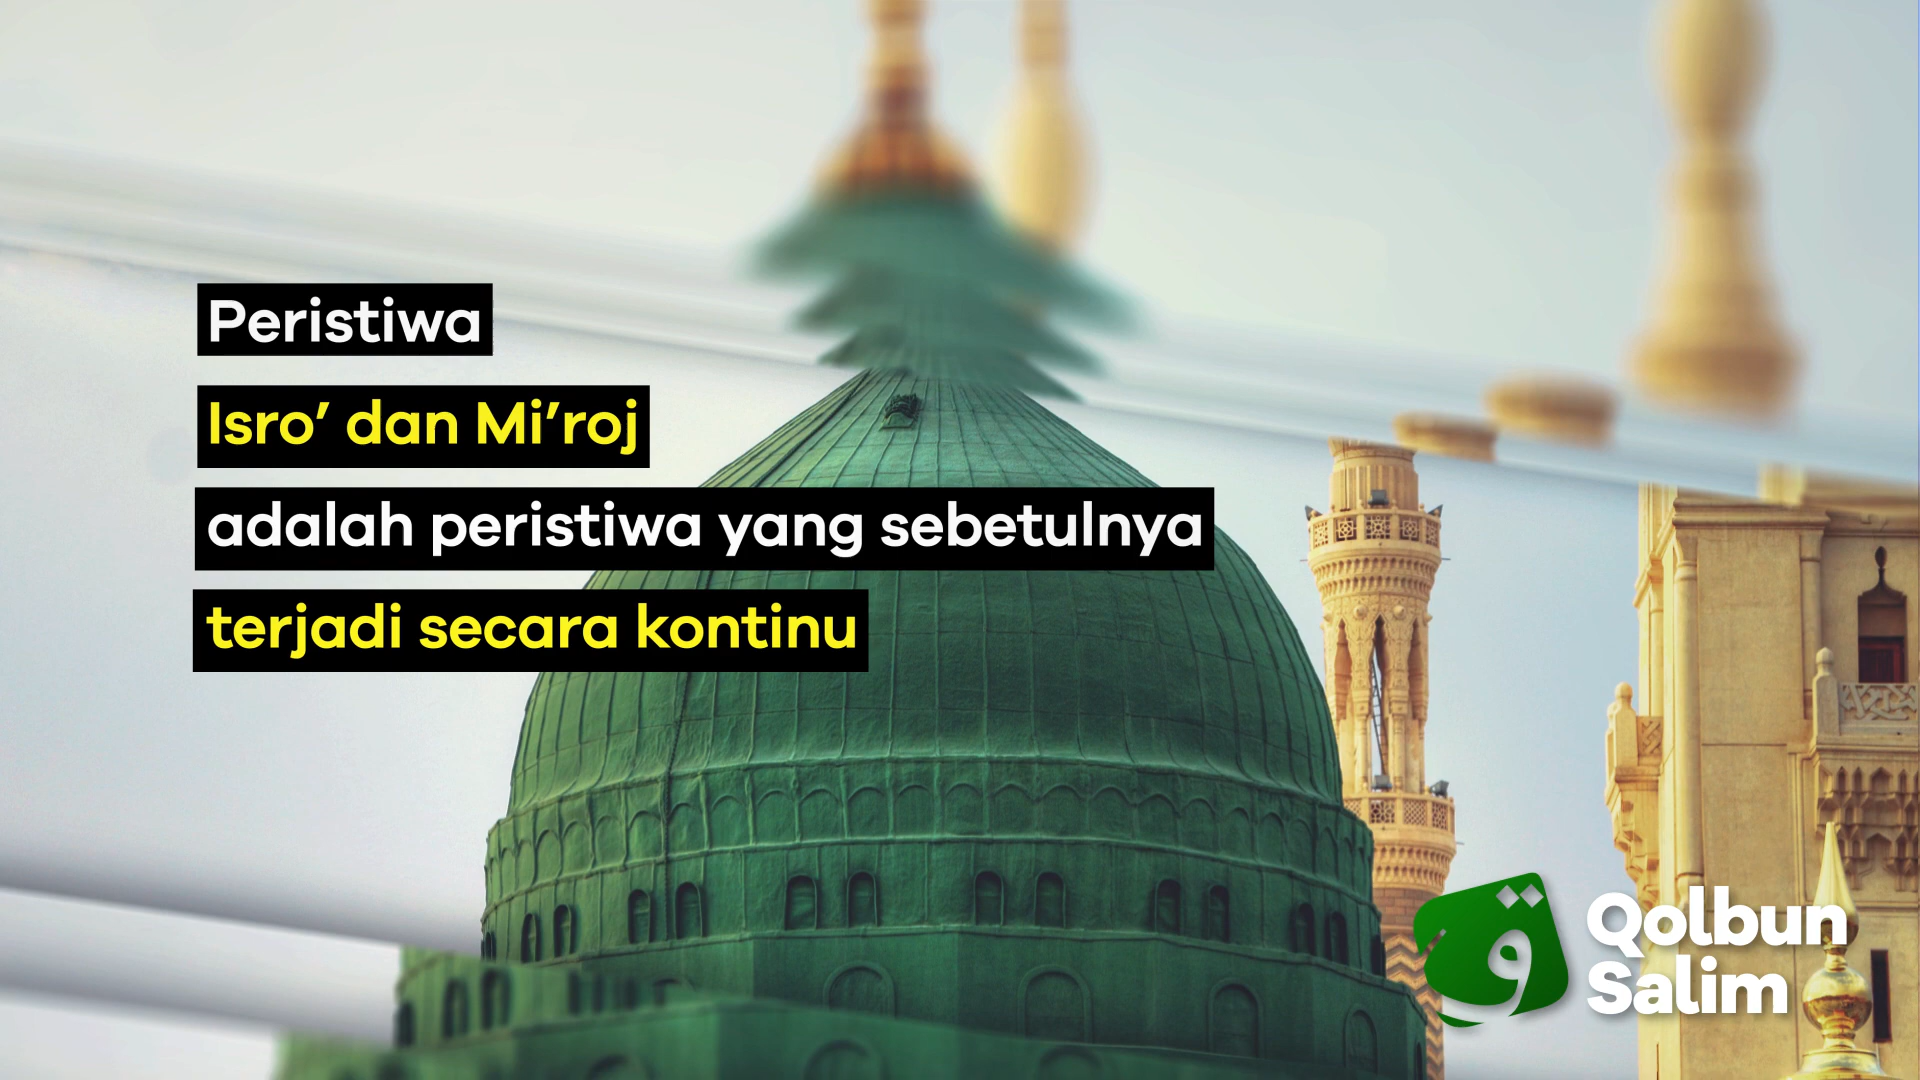 Peristiwa
Isro’ dan Mi’roj
adalah peristiwa yang sebetulnya
terjadi secara kontinu
ق
Qolbun
Salim